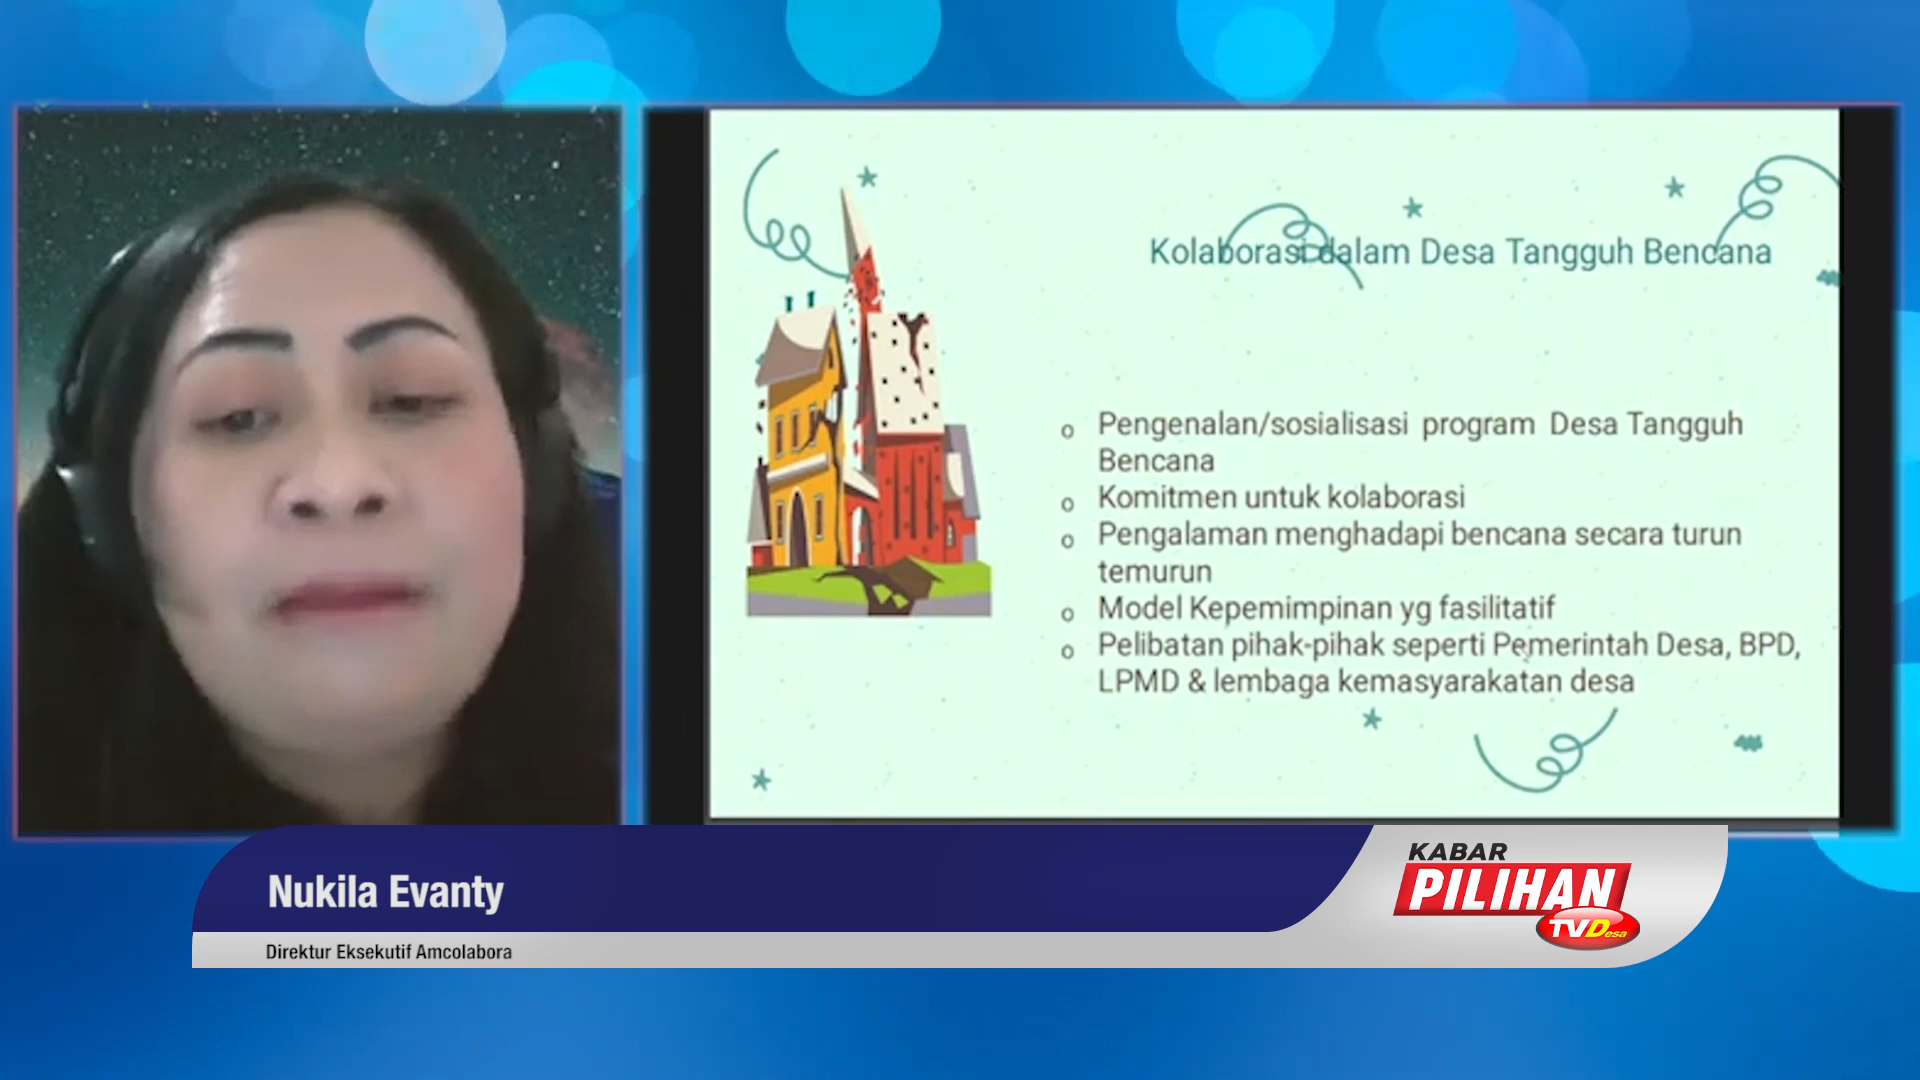 Kolaborasi dalam Desa Tangguh Bencana
o Pengenalan/sosialisasi program Desa Tangguh
Bencana
o Komitmen untuk kolaborasi
o Pengalaman menghadapi bencana secara turun
temurun
o Model Kepemimpinan yg fasilitatif
o Pelibatan pihak-pihak seperti Pemerintah Desa, BPD,
LPMD & lembaga kemasyarakatan desa
Nukila Evanty
Direktur Eksekutif Amcolabora
KABAR
PILIHAN
TVDesa